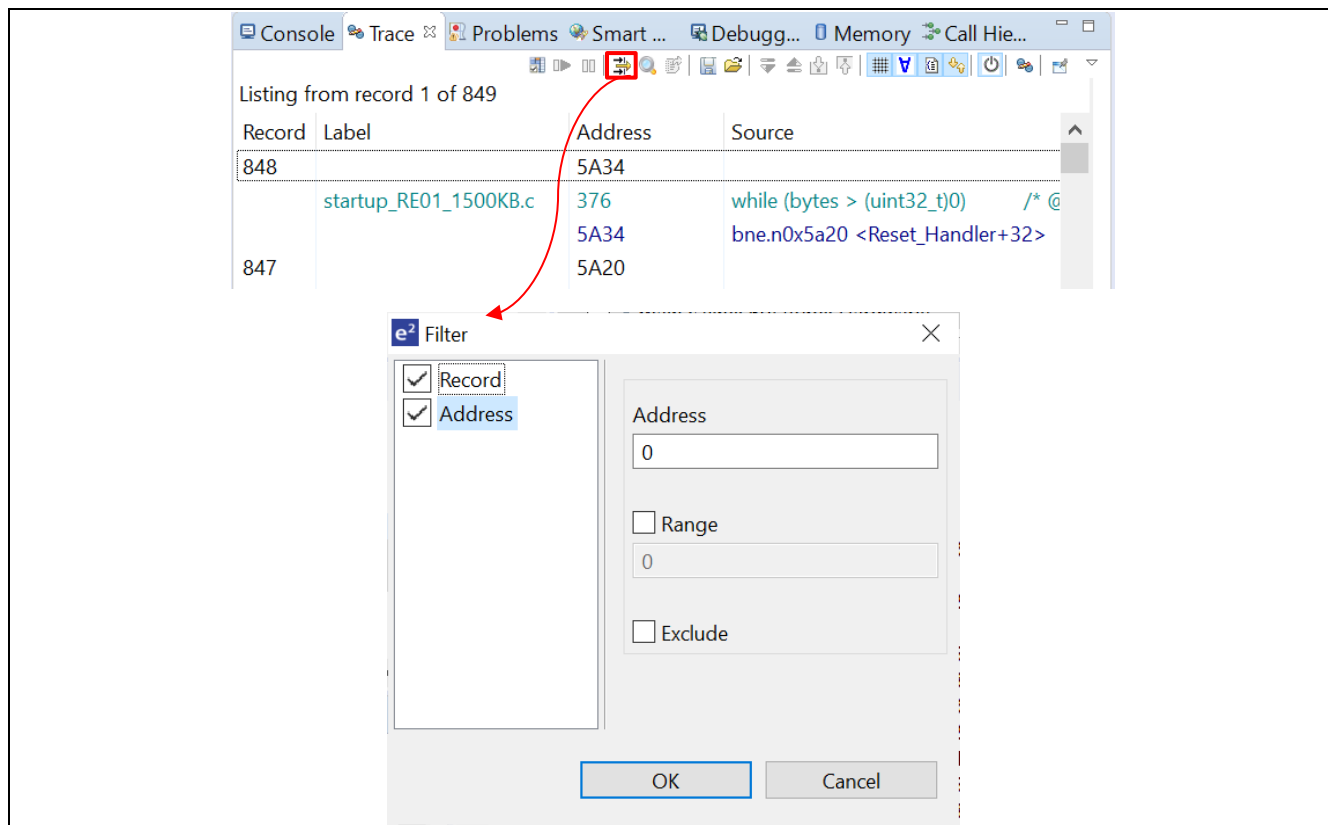 Console Trace Problems Smart ... Debugg... Memory Call Hie...
Listing from record 1 of 849
Record Label Address Source
848 5A34
startup_RE01_1500KB.c 376 while (bytes > (uint32_t)0) /* @
5A34 bne.n0x5a20 <Reset_Handler+32>
847 5A20
e² Filter
Record
Address
Address
0
Range
0
Exclude
OK Cancel